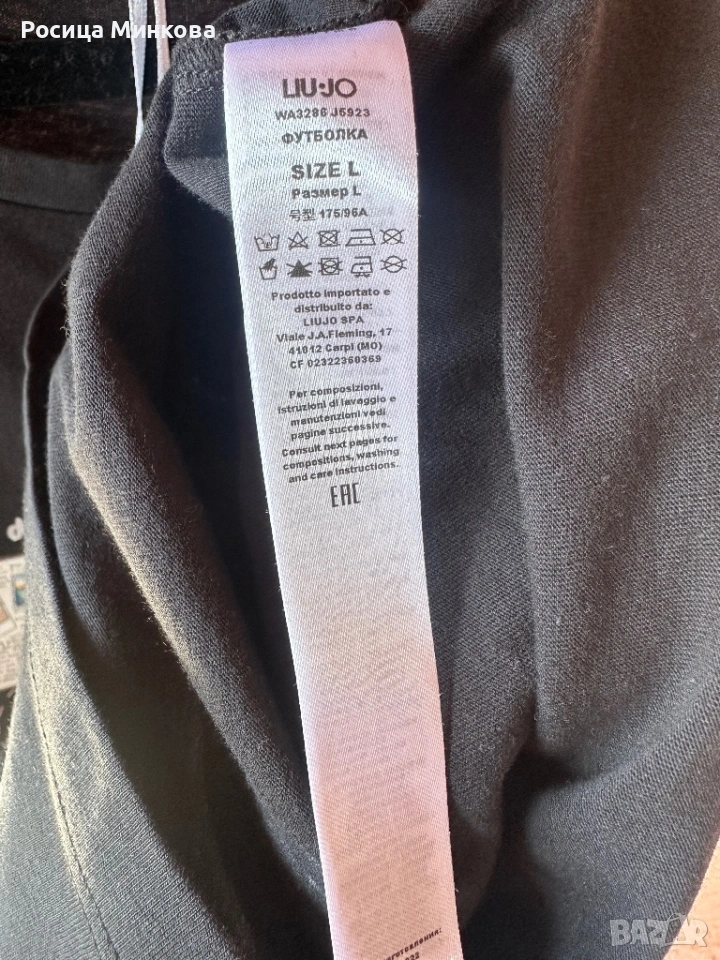 Росица Минкова
LIU·JO
WA3286 J5923
ФУТБОЛКА
SIZE L
Размер L
号型 175/96A
Prodotto importato e
distribuito da:
LIUJO SPA
Viale J.A.Fleming, 17
41012 Carpi (MO)
CF 02322360369
Per composizioni,
istruzioni di lavaggio e
manutenzioni vedi
pagine successive.
Consult next pages for
compositions, washing
and care instructions.
EAC
BAZAR